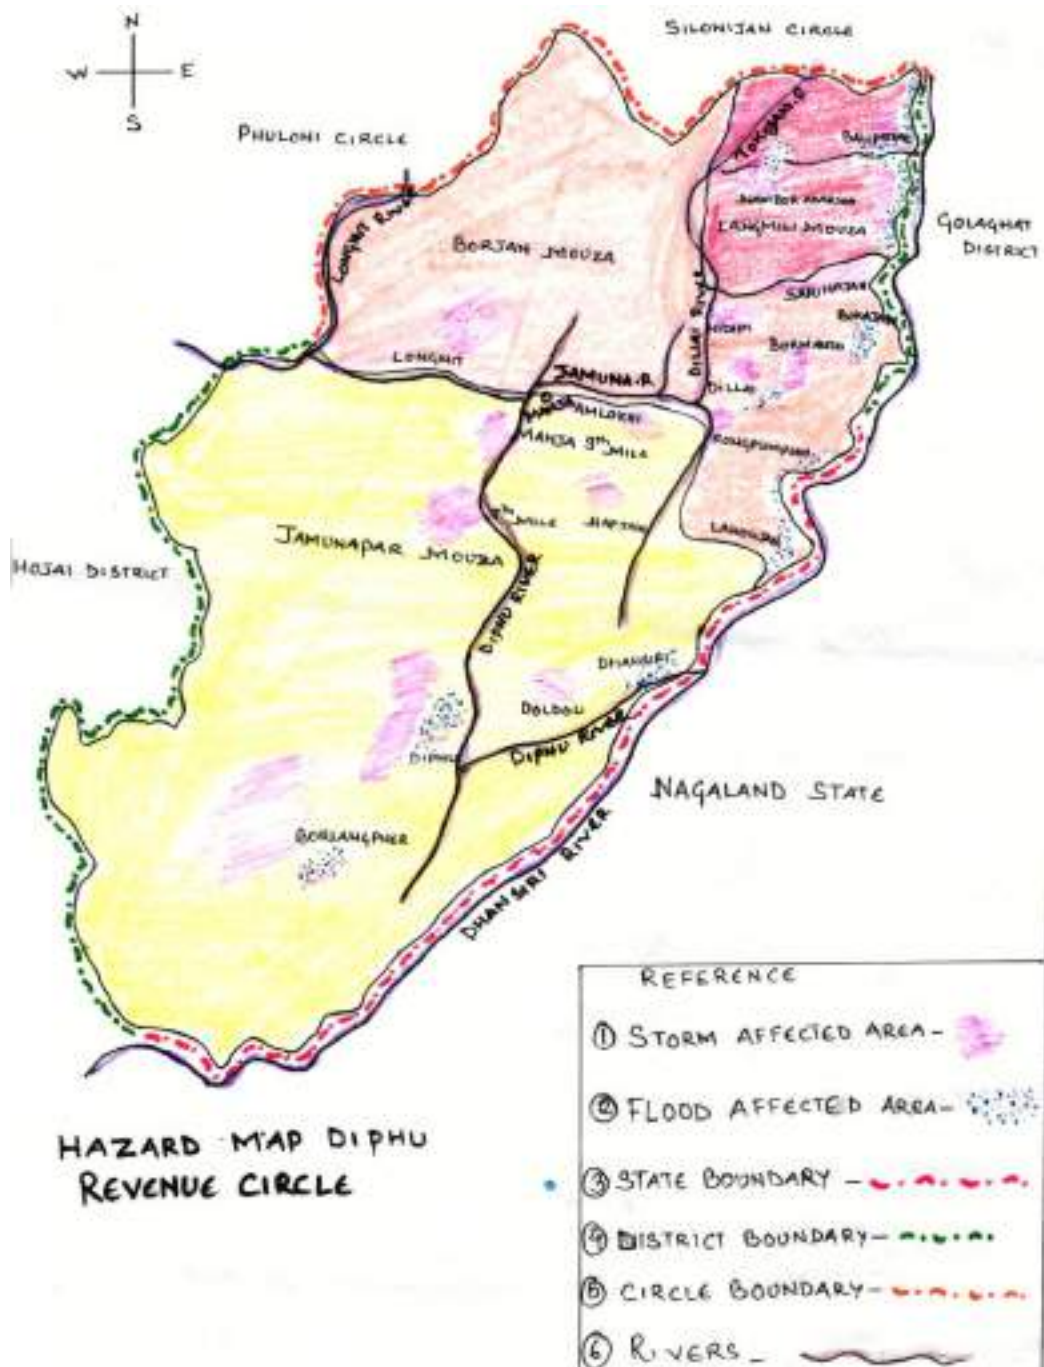 N
W E
S
SILONIJAN CIRCLE
PHULONI CIRCLE
TOKISAN.R
LONGNIT RIVER
GOLAGHAT
DISTRICT
BORJAN MOUZA
LANGMILI MOUZA
SARIHAJAN
DILLAI RIVER
LONGNIT
JAMUNA.R
DILLAI
MANJA 9TH MILE
JAMUNAPAR MOUZA
HOJAI DISTRICT
DIPHU RIVER
DHANSIRI
DOLDOLI
DIPHU
DIPHU RIVER
NAGALAND STATE
BORLANGPHER
DHANSIRI RIVER
REFERENCE
① STORM AFFECTED AREA-
② FLOOD AFFECTED AREA-
③ STATE BOUNDARY -
④ DISTRICT BOUNDARY-
⑤ CIRCLE BOUNDARY-
⑥ RIVERS -
HAZARD MAP DIPHU
REVENUE CIRCLE